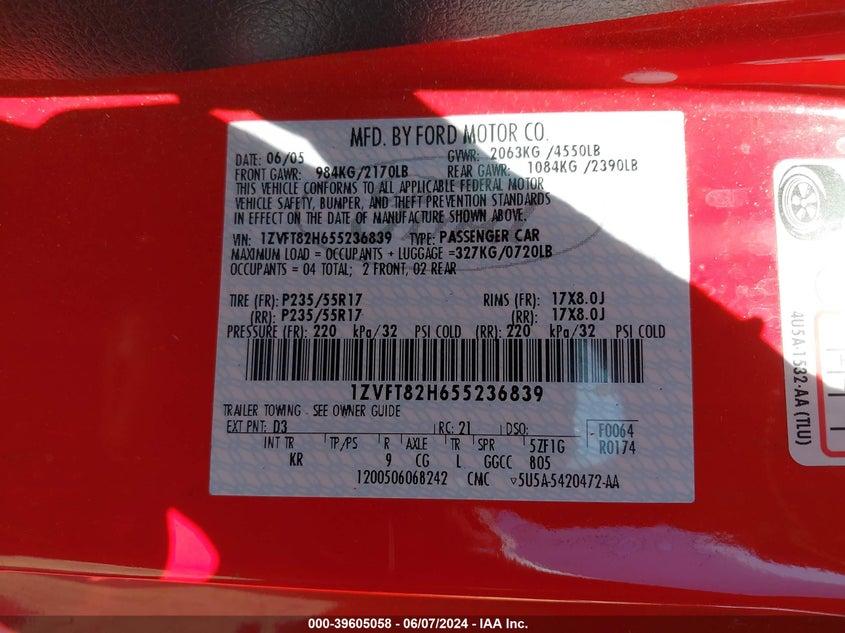 MFD. BY FORD MOTOR CO.
DATE: 06/05 GVWR: 2063KG /4550LB
FRONT GAWR: 984KG/2170LB REAR GAWR: 1084KG /2390LB
THIS VEHICLE CONFORMS TO ALL APPLICABLE FEDERAL MOTOR
VEHICLE SAFETY, BUMPER, AND THEFT PREVENTION STANDARDS
IN EFFECT ON THE DATE OF MANUFACTURE SHOWN ABOVE.
VIN: 1ZVFT82H655236839 TYPE: PASSENGER CAR
MAXIMUM LOAD = OCCUPANTS + LUGGAGE =327KG/0720LB
OCCUPANTS = 04 TOTAL; 2 FRONT, 02 REAR
TIRE (FR): P235/55R17 RIMS (FR): 17X8.0J
(RR): P235/55R17 (RR): 17X8.0J
PRESSURE (FR): 220 kPa/32 PSI COLD (RR): 220 kPa/32 PSI COLD
1ZVFT82H655236839
TRAILER TOWING - SEE OWNER GUIDE
EXT PNT: D3 RC: 21 DSO: F0064
INT TR TP/PS R AXLE TR SPR 5ZF1G R0174
KR 9 CG L GGCC 805
1200506068242 CMC ▽5U5A-5420472-AA
4U5A-1532-AA (TLU)
000-39605058 - 06/07/2024 - IAA Inc.